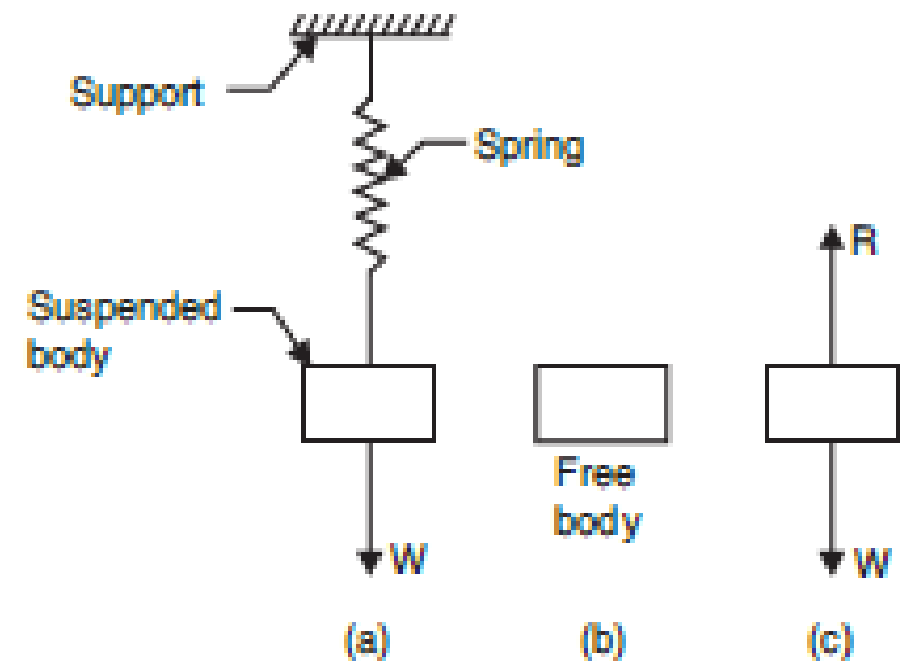 Support
Spring
R
Suspended
body
Free
body
W
W
(a)
(b)
(c)